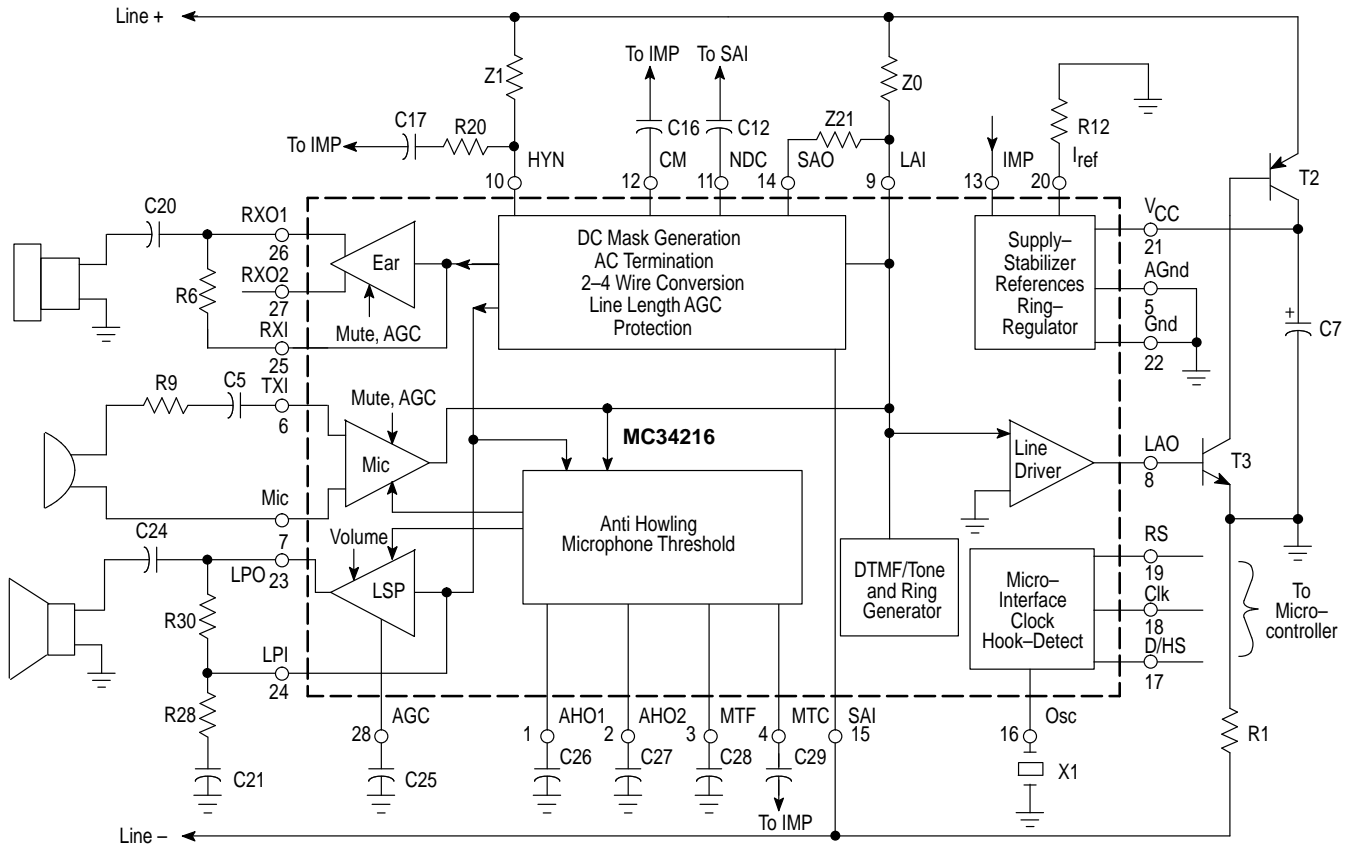 Line +
To IMP
To SAI
Z1
Z0
C17
R20
To IMP
C16
C12
Z21
R12
HYN
CM
NDC
SAO
LAI
IMP
Iref
10
12
11
14
9
13
20
T2
C20
RXO1
26
RXO2
27
R6
RXI
25
Ear
Mute, AGC
DC Mask Generation
AC Termination
2–4 Wire Conversion
Line Length AGC
Protection
Supply–
Stabilizer
References
Ring–
Regulator
VCC
21
AGnd
5
Gnd
22
+
C7
R9
C5
TXI
6
Mute, AGC
Mic
MC34216
Line
Driver
LAO
8
T3
Mic
7
C24
Volume
LPO
23
LSP
Anti Howling
Microphone Threshold
DTMF/Tone
and Ring
Generator
Micro–
Interface
Clock
Hook–Detect
RS
19
Clk
18
D/HS
17
To
Micro–
controller
R30
LPI
24
R28
C21
AGC
28
C25
AHO1
1
C26
AHO2
2
C27
MTF
3
C28
MTC
4
C29
To IMP
SAI
15
Osc
16
X1
R1
Line –